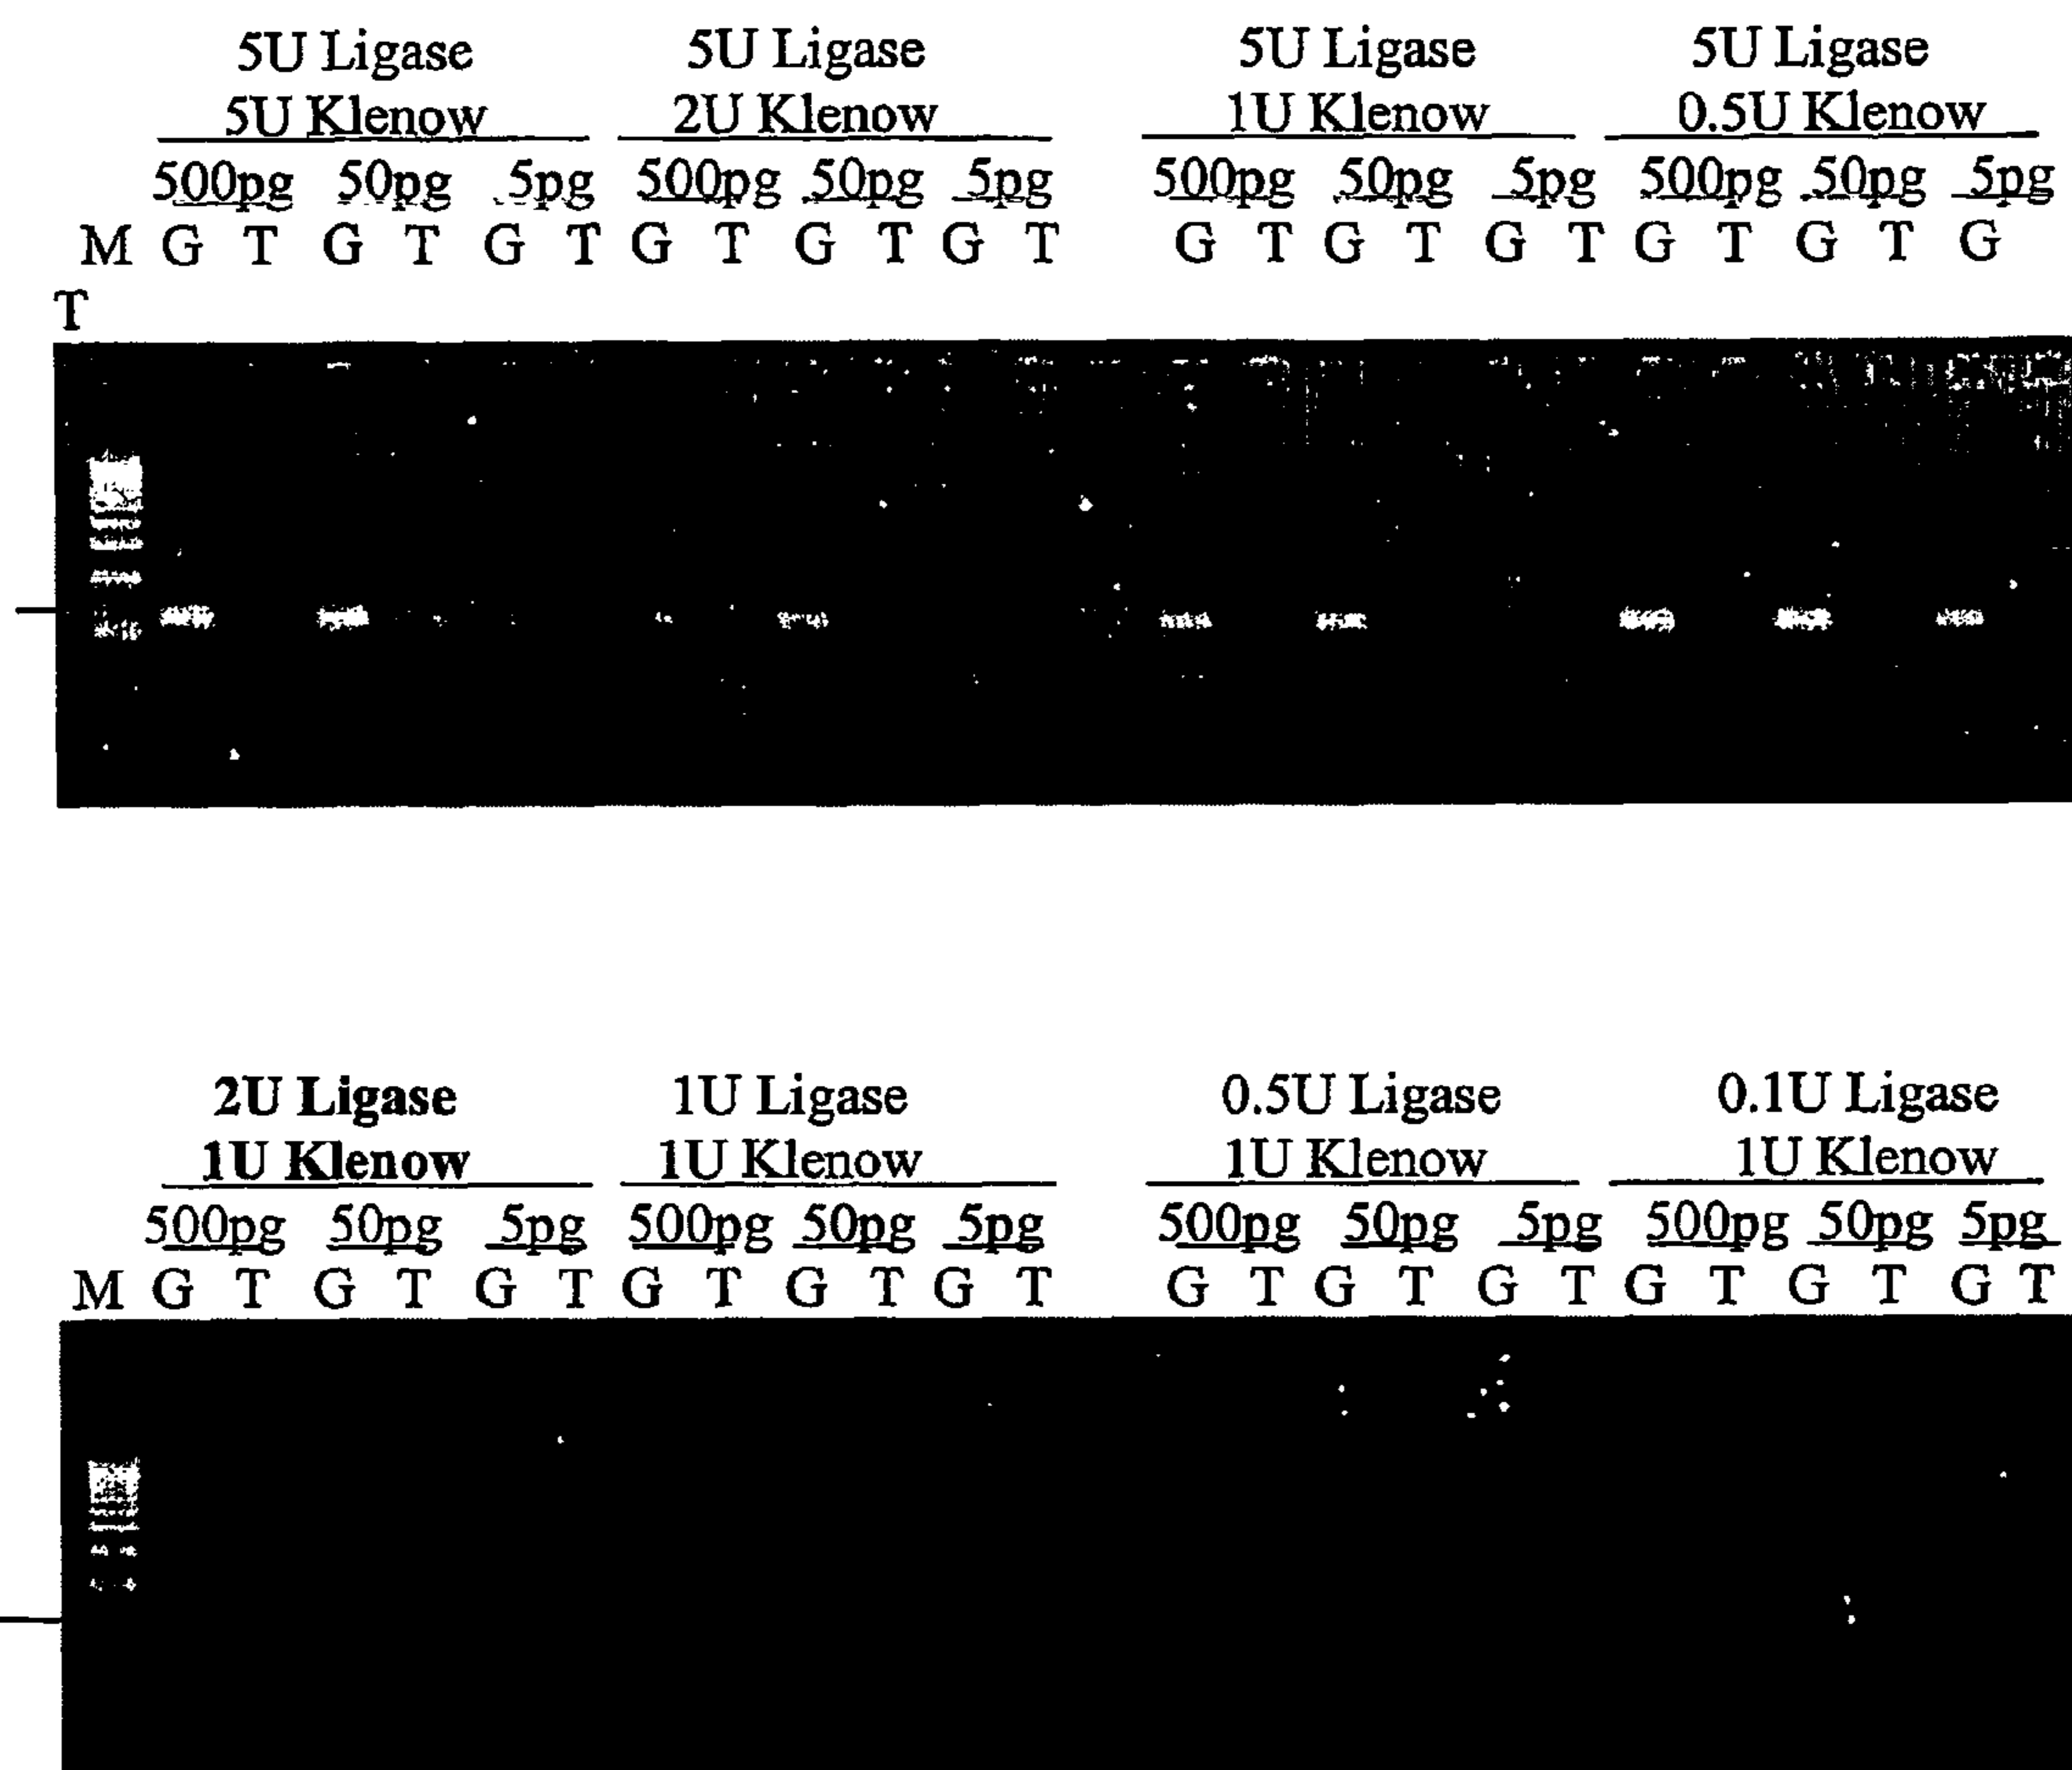 5U Ligase 5U Ligase 5U Ligase 5U Ligase
5U Klenow 2U Klenow 1U Klenow 0.5U Klenow
500pg 50pg 5pg 500pg 50pg 5pg 500pg 50pg 5pg 500pg 50pg 5pg
M G T G T G T G T G T G T G T G T G T G T G T G
T
2U Ligase 1U Ligase 0.5U Ligase 0.1U Ligase
1U Klenow 1U Klenow 1U Klenow 1U Klenow
500pg 50pg 5pg 500pg 50pg 5pg 500pg 50pg 5pg 500pg 50pg 5pg
M G T G T G T G T G T G T G T G T G T G T G T G T